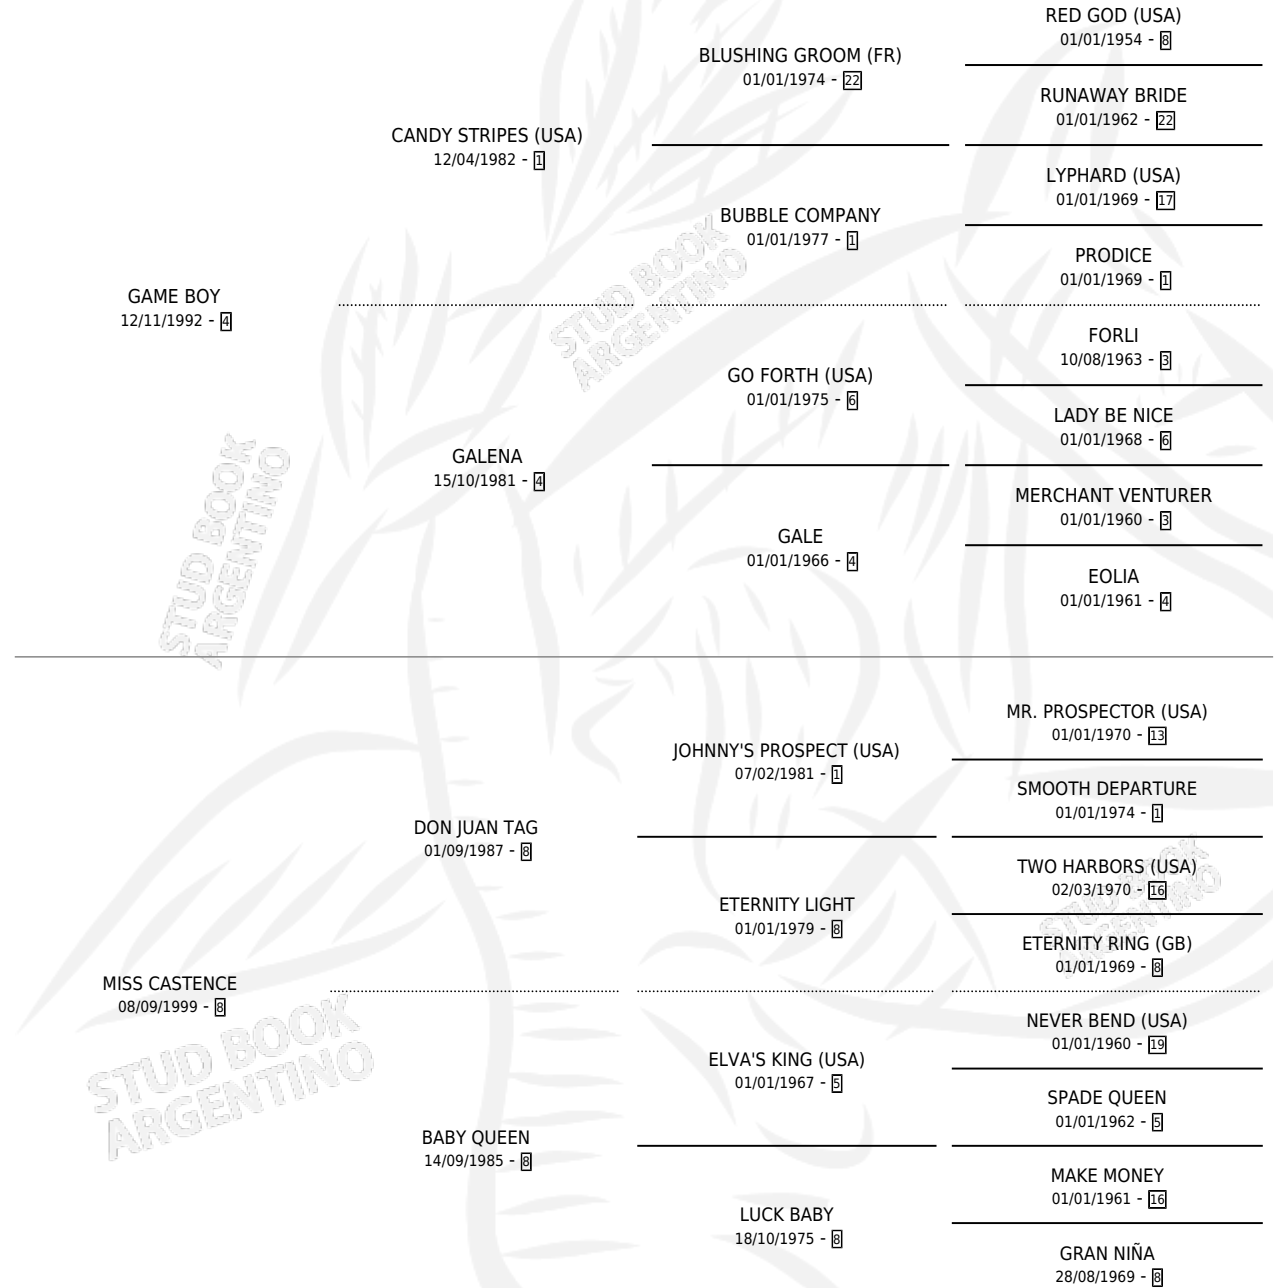 RED GOD (USA)
01/01/1954 - 8
BLUSHING GROOM (FR)
01/01/1974 - 22
RUNAWAY BRIDE
01/01/1962 - 22
CANDY STRIPES (USA)
12/04/1982 - 1
LYPHARD (USA)
01/01/1969 - 17
BUBBLE COMPANY
01/01/1977 - 1
PRODICE
01/01/1969 - 1
GAME BOY
12/11/1992 - 4
FORLI
10/08/1963 - 3
GO FORTH (USA)
01/01/1975 - 6
LADY BE NICE
01/01/1968 - 6
GALENA
15/10/1981 - 4
MERCHANT VENTURER
01/01/1960 - 3
GALE
01/01/1966 - 4
EOLIA
01/01/1961 - 4
STUD BOOK
ARGENTINO
STUD BOOK
ARGENTINO
MR. PROSPECTOR (USA)
01/01/1970 - 13
JOHNNY'S PROSPECT (USA)
07/02/1981 - 1
SMOOTH DEPARTURE
01/01/1974 - 1
DON JUAN TAG
01/09/1987 - 8
TWO HARBORS (USA)
02/03/1970 - 16
ETERNITY LIGHT
01/01/1979 - 8
ETERNITY RING (GB)
01/01/1969 - 8
MISS CASTENCE
08/09/1999 - 8
NEVER BEND (USA)
01/01/1960 - 19
ELVA'S KING (USA)
01/01/1967 - 5
SPADE QUEEN
01/01/1962 - 5
BABY QUEEN
14/09/1985 - 8
MAKE MONEY
01/01/1961 - 16
LUCK BABY
18/10/1975 - 8
GRAN NIÑA
28/08/1969 - 8
STUD BOOK
ARGENTINO
STUD BOOK
ARGENTINO